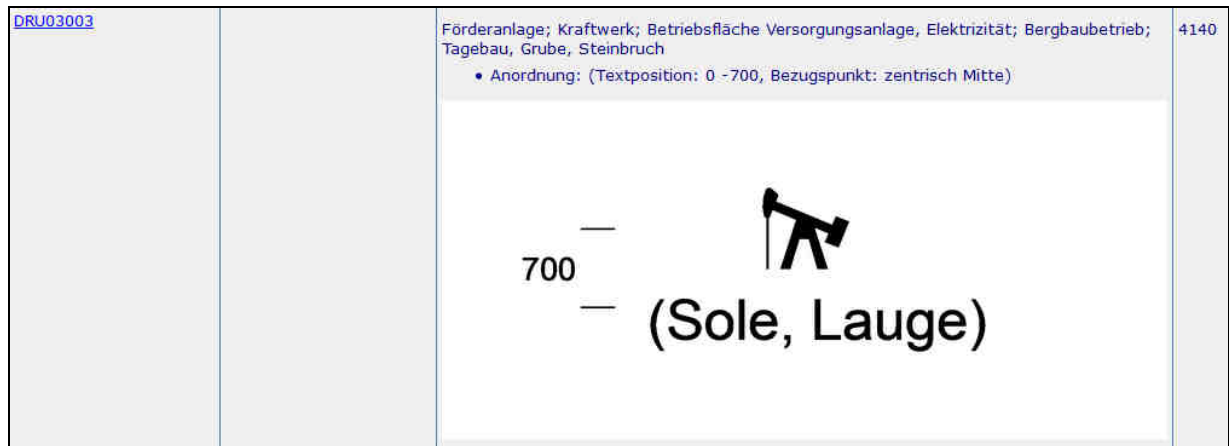 DRU03003
Förderanlage; Kraftwerk; Betriebsfläche Versorgungsanlage, Elektrizität; Bergbaubetrieb;
Tagebau, Grube, Steinbruch
• Anordnung: (Textposition: 0 -700, Bezugspunkt: zentrisch Mitte)
4140
700
(Sole, Lauge)